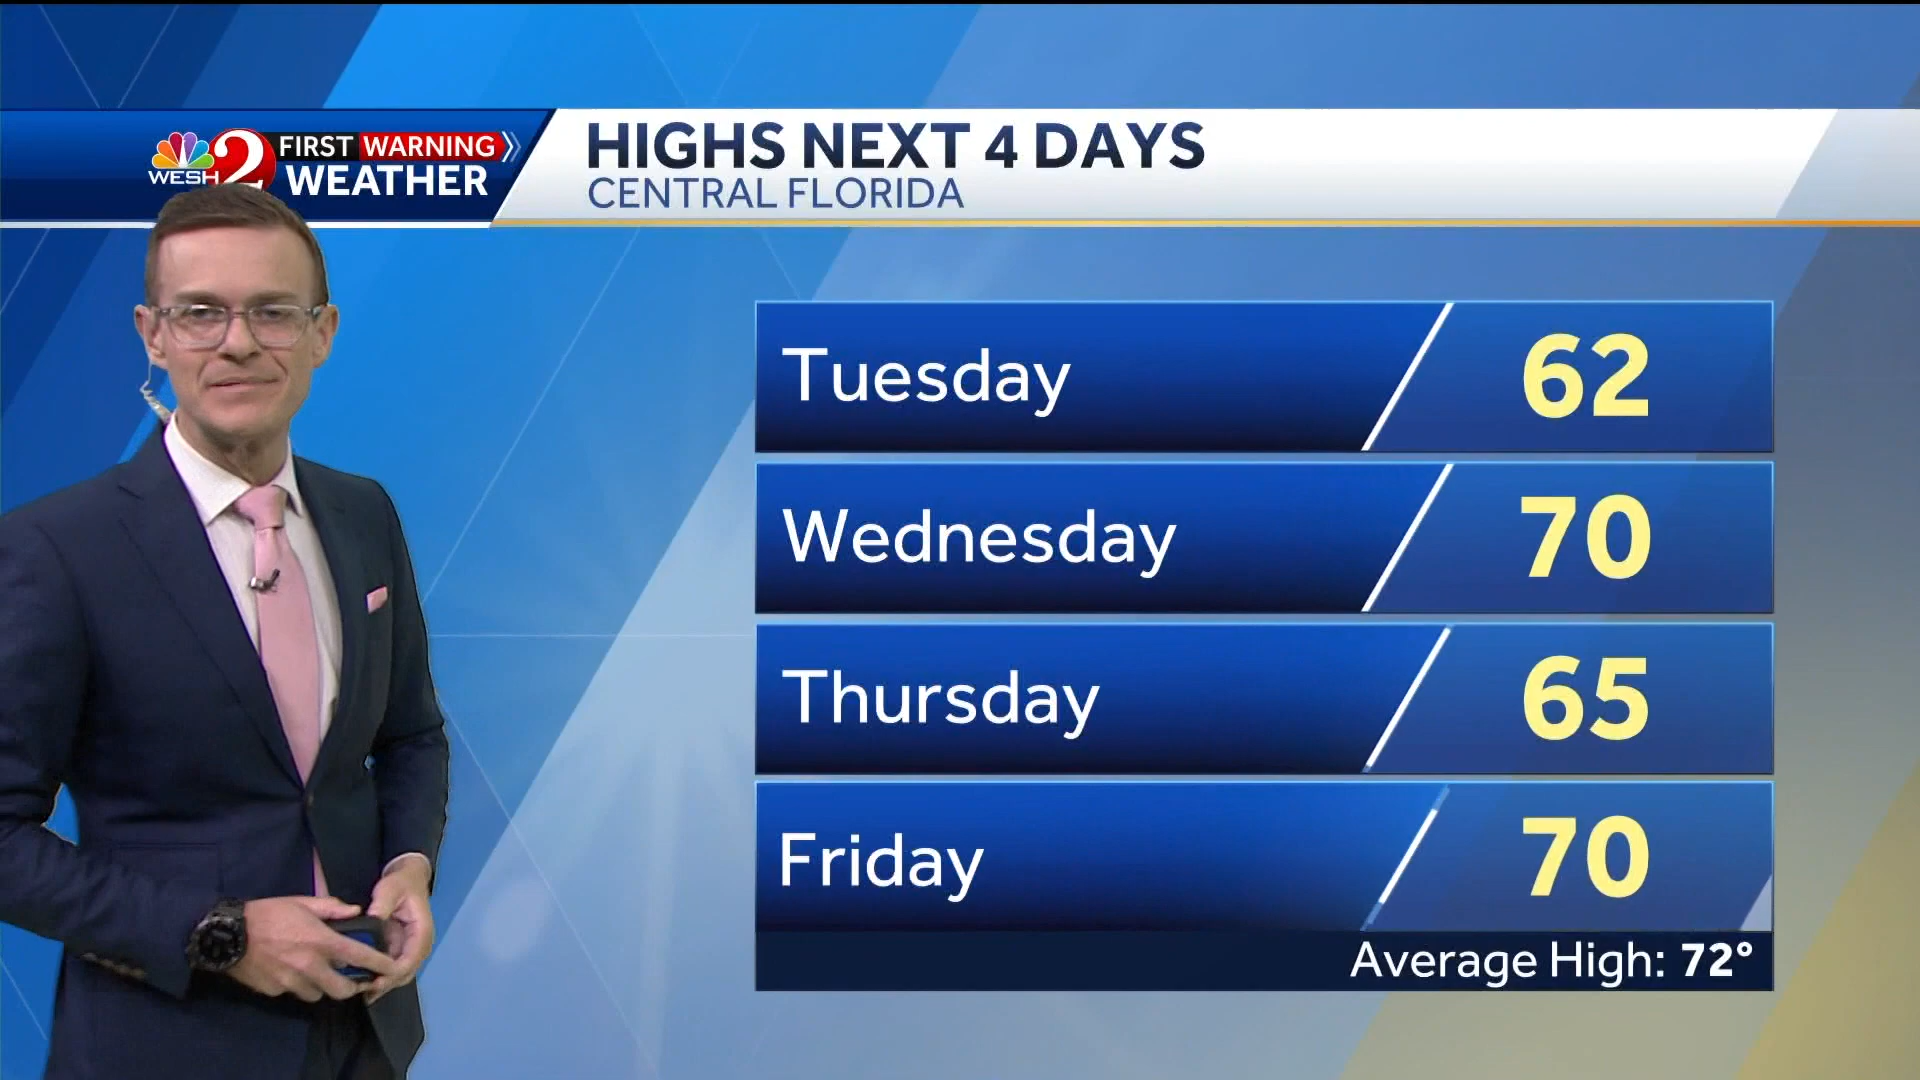 WESH 2
FIRST WARNING
WEATHER
HIGHS NEXT 4 DAYS
CENTRAL FLORIDA
Tuesday 62
Wednesday 70
Thursday 65
Friday 70
Average High: 72°